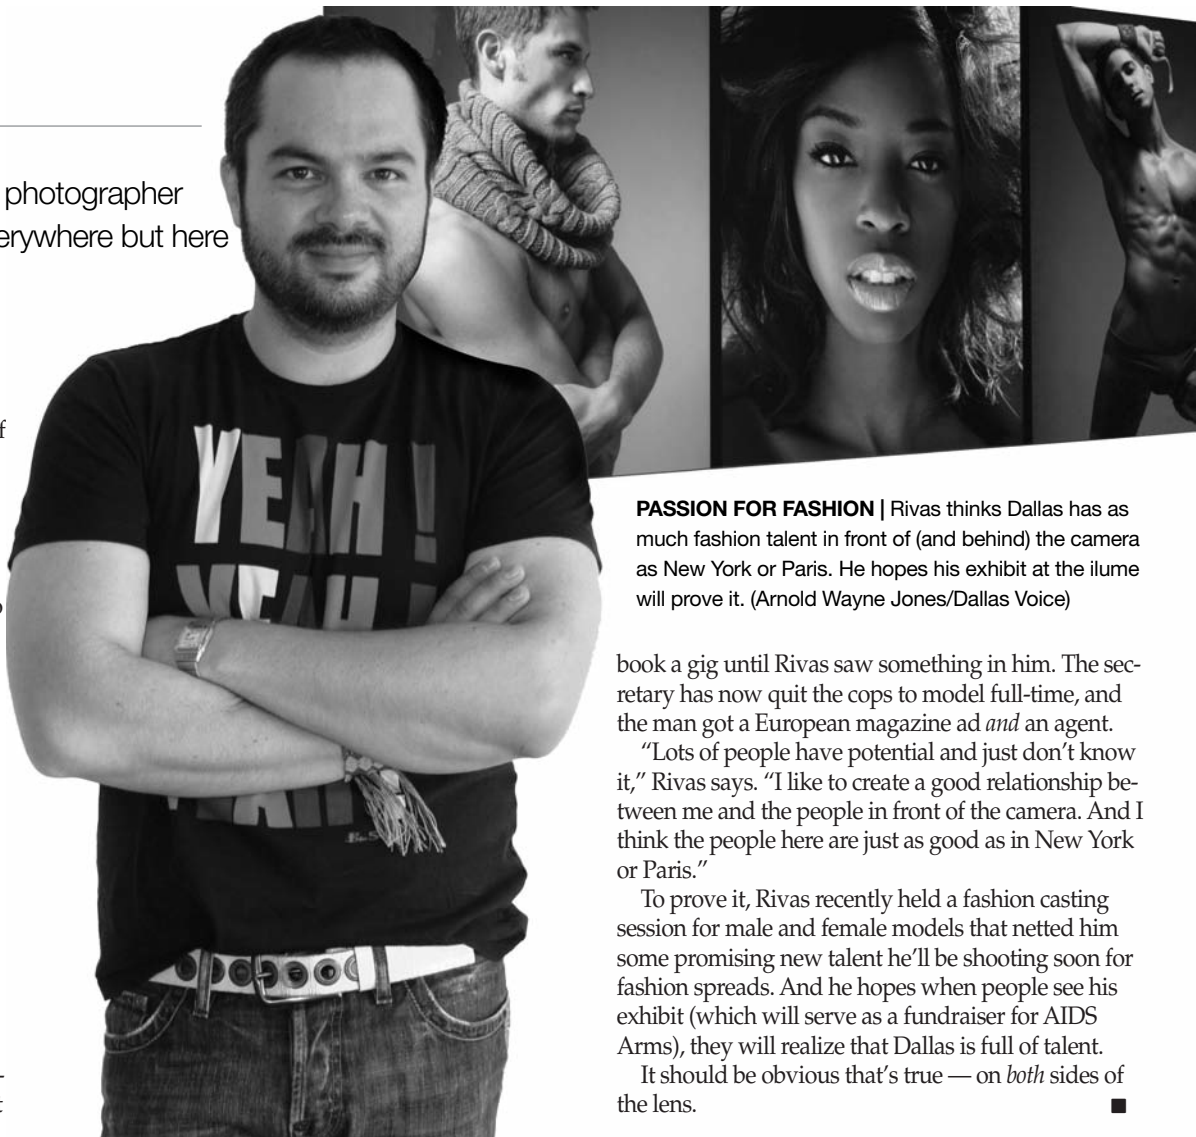 photographer
erywhere but here
f
YEAH!
YEAH!
PASSION FOR FASHION | Rivas thinks Dallas has as
much fashion talent in front of (and behind) the camera
as New York or Paris. He hopes his exhibit at the ilume
will prove it. (Arnold Wayne Jones/Dallas Voice)
book a gig until Rivas saw something in him. The sec-
retary has now quit the cops to model full-time, and
the man got a European magazine ad and an agent.
“Lots of people have potential and just don’t know
it,” Rivas says. “I like to create a good relationship be-
tween me and the people in front of the camera. And I
think the people here are just as good as in New York
or Paris.”
To prove it, Rivas recently held a fashion casting
session for male and female models that netted him
some promising new talent he’ll be shooting soon for
fashion spreads. And he hopes when people see his
exhibit (which will serve as a fundraiser for AIDS
Arms), they will realize that Dallas is full of talent.
It should be obvious that’s true — on both sides of
the lens. ■